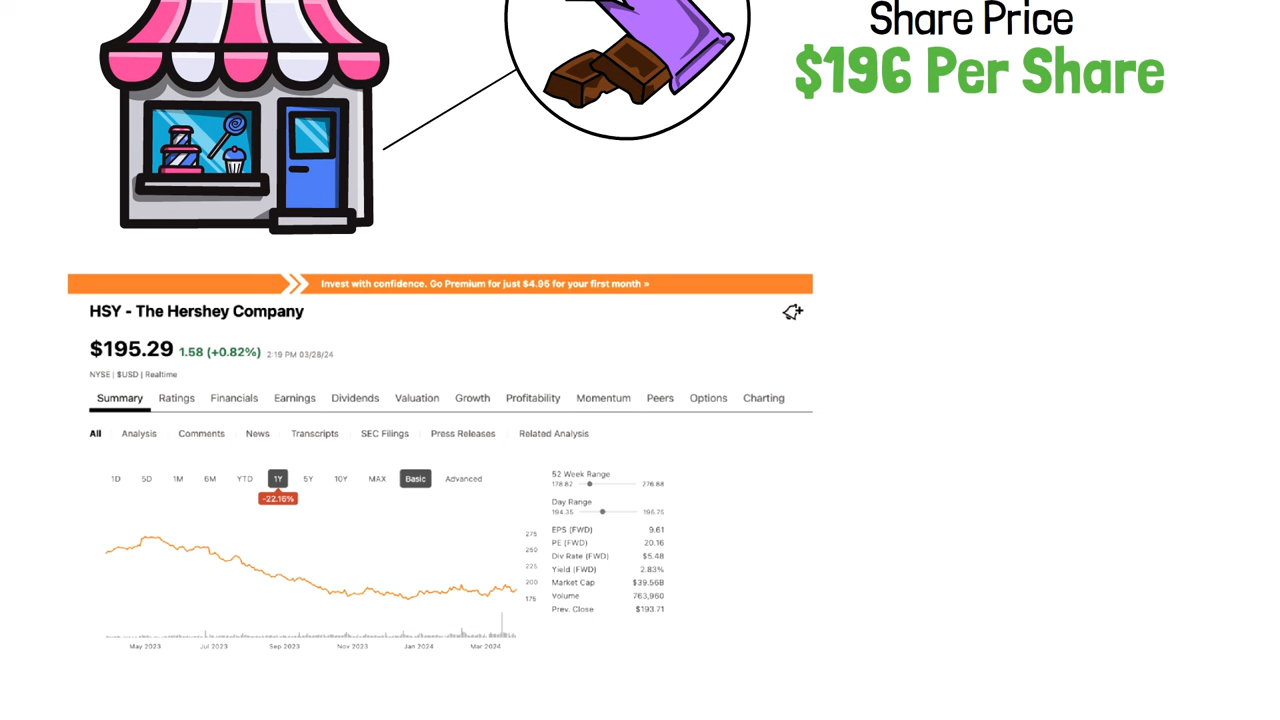 Share Price
$196 Per Share
Invest with confidence. Go Premium for just $4.95 for your first month »
HSY - The Hershey Company
$195.29 1.58 (+0.82%) 2:19 PM 03/28/24
NYSE | $USD | Realtime
Summary Ratings Financials Earnings Dividends Valuation Growth Profitability Momentum Peers Options Charting
All Analysis Comments News Transcripts SEC Filings Press Releases Related Analysis
1D 5D 1M 6M YTD 1Y 5Y 10Y MAX Basic Advanced
-22.16%
52 Week Range
178.82 276.88
Day Range
194.35 196.75
EPS (FWD) 9.61
PE (FWD) 20.16
Div Rate (FWD) $5.48
Yield (FWD) 2.83%
Market Cap $39.56B
Volume 763,960
Prev. Close $193.71
275
250
225
200
175
May 2023 Jul 2023 Sep 2023 Nov 2023 Jan 2024 Mar 2024